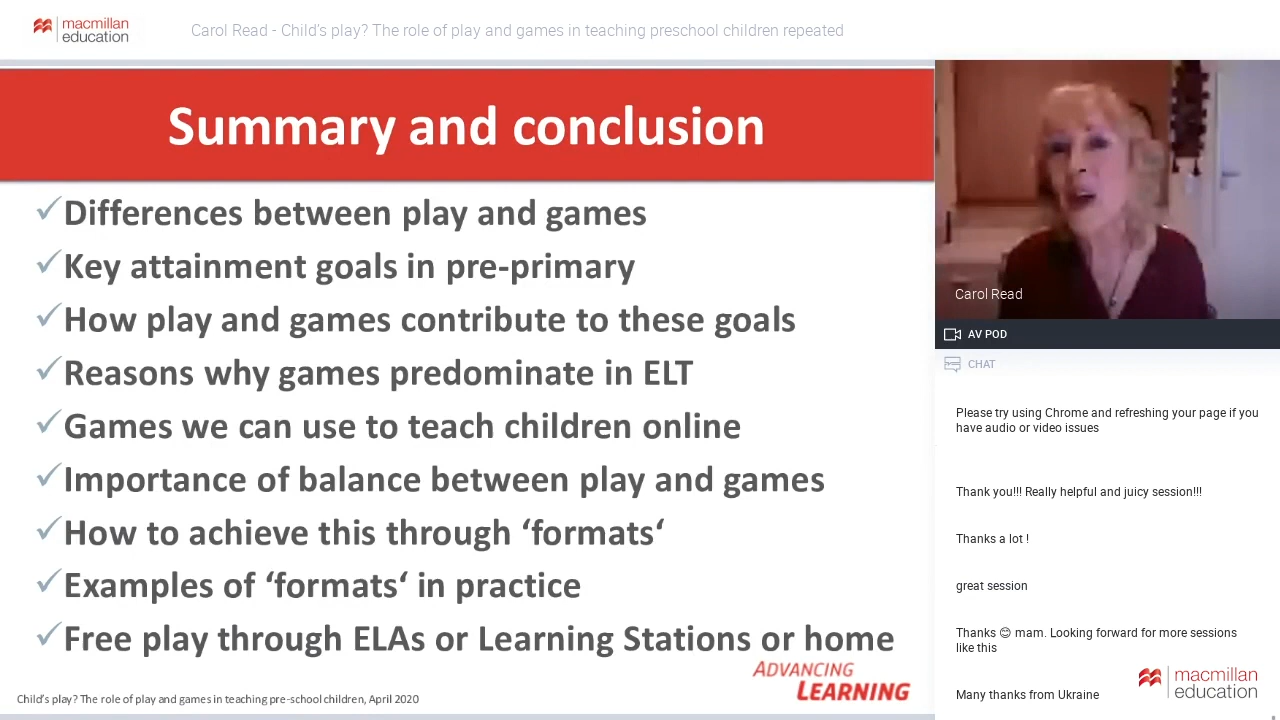 macmillan
education
Carol Read - Child's play? The role of play and games in teaching preschool children repeated
Summary and conclusion
✓Differences between play and games
✓Key attainment goals in pre-primary
✓How play and games contribute to these goals
✓Reasons why games predominate in ELT
✓Games we can use to teach children online
✓Importance of balance between play and games
✓How to achieve this through ‘formats‘
✓Examples of ‘formats‘ in practice
✓Free play through ELAs or Learning Stations or home
ADVANCING
LEARNING
Child’s play? The role of play and games in teaching pre-school children, April 2020
Carol Read
AV POD
CHAT
Please try using Chrome and refreshing your page if you
have audio or video issues
Thank you!!! Really helpful and juicy session!!!
Thanks a lot !
great session
Thanks 😊 mam. Looking forward for more sessions
like this
Many thanks from Ukraine
macmillan
education